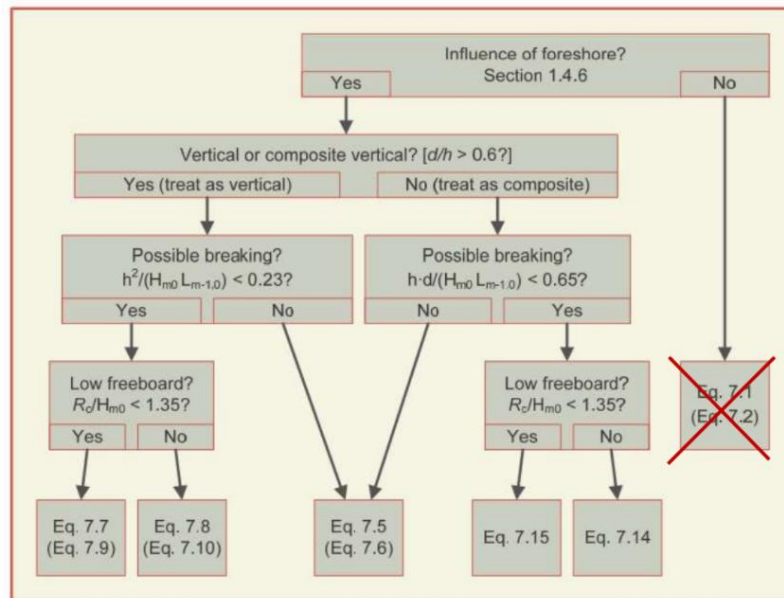 Influence of foreshore?
Section 1.4.6
Yes
No
Vertical or composite vertical? [d/h > 0.6?]
Yes (treat as vertical)
No (treat as composite)
Possible breaking?
h²/(Hm0 Lm-1,0) < 0.23?
Yes
No
Possible breaking?
h·d/(Hm0 Lm-1,0) < 0.65?
No
Yes
Low freeboard?
Rc/Hm0 < 1.35?
Yes
No
Low freeboard?
Rc/Hm0 < 1.35?
Yes
No
Eq. 7.1
(Eq. 7.2)
Eq. 7.7
(Eq. 7.9)
Eq. 7.8
(Eq. 7.10)
Eq. 7.5
(Eq. 7.6)
Eq. 7.15
Eq. 7.14